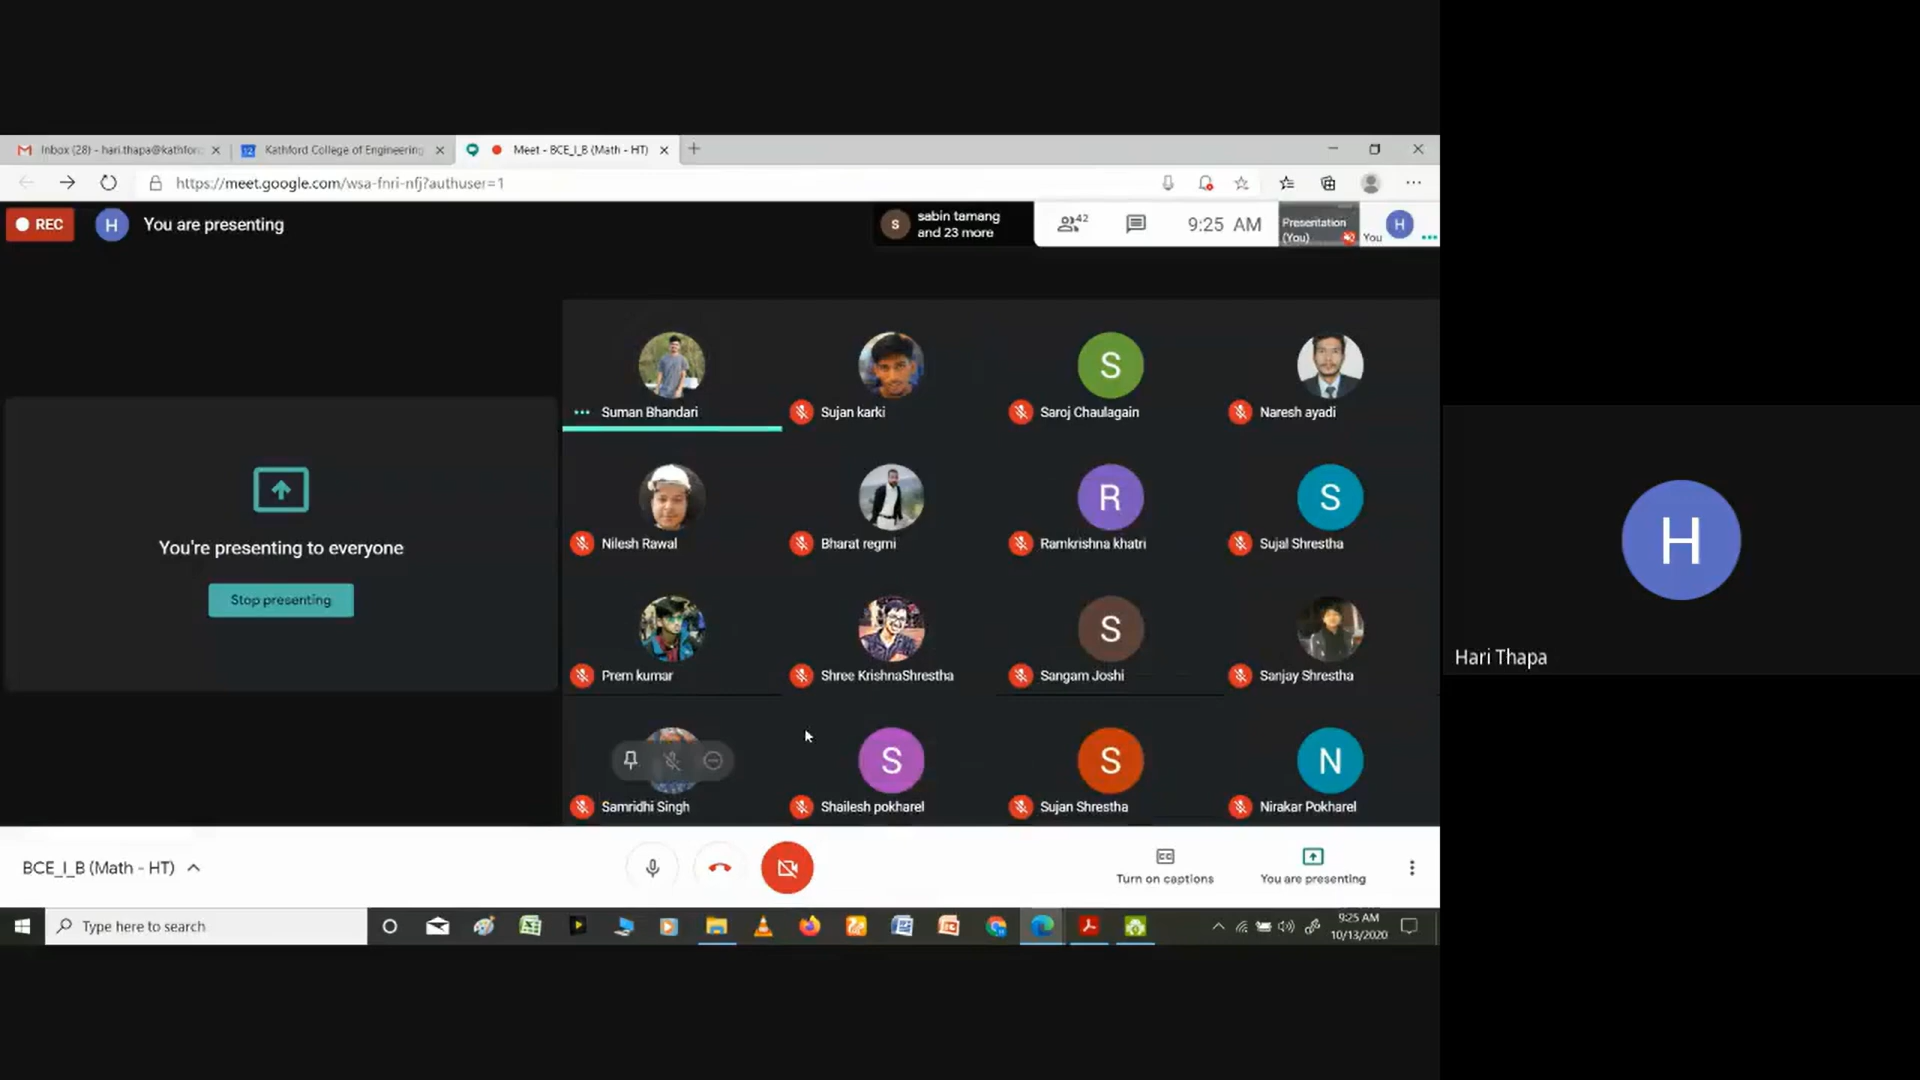 Inbox (28) - hari.thapa@kathford
Kathford College of Engineering
Meet - BCE_I_B (Math - HT)
https://meet.google.com/wsa-fnri-nfj?authuser=1
REC
H
You are presenting
S
sabin tamang
and 23 more
42
9:25 AM
Presentation
(You)
You
H
Suman Bhandari
Sujan karki
S
Saroj Chaulagain
Naresh ayadi
Nilesh Rawal
Bharat regmi
R
Ramkrishna khatri
S
Sujal Shrestha
You're presenting to everyone
Stop presenting
H
Hari Thapa
Prem kumar
Shree KrishnaShrestha
S
Sangam Joshi
Sanjay Shrestha
Samridhi Singh
S
Shailesh pokharel
S
Sujan Shrestha
N
Nirakar Pokharel
BCE_I_B (Math - HT)
CC
Turn on captions
You are presenting
Type here to search
9:25 AM
10/13/2020